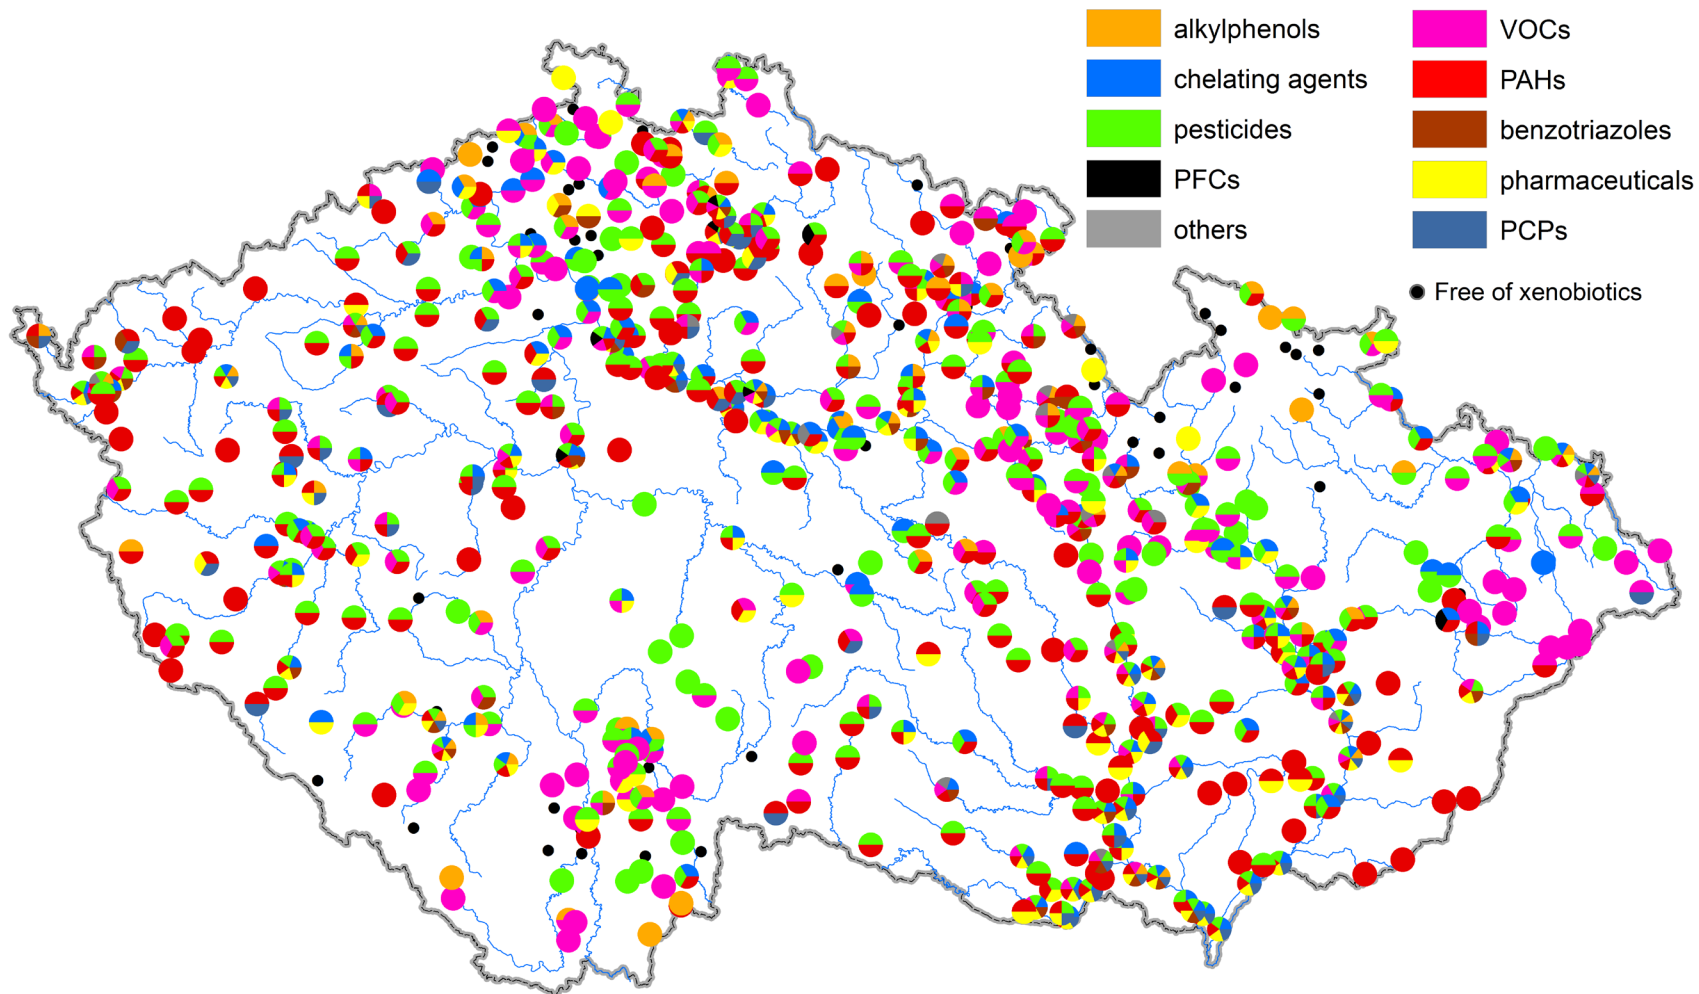 alkylphenols
VOCs
chelating agents
PAHs
pesticides
benzotriazoles
PFCs
pharmaceuticals
others
PCPs
Free of xenobiotics